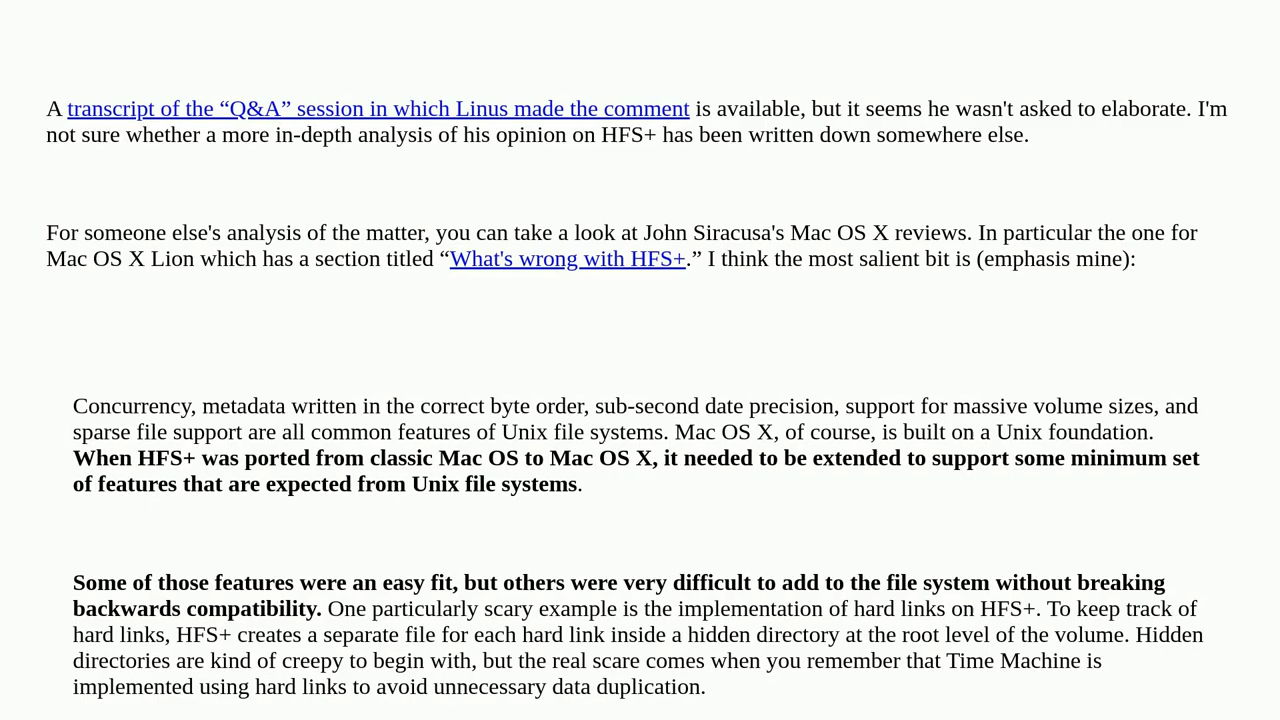 A transcript of the “Q&A” session in which Linus made the comment is available, but it seems he wasn't asked to elaborate. I'm
not sure whether a more in-depth analysis of his opinion on HFS+ has been written down somewhere else.
For someone else's analysis of the matter, you can take a look at John Siracusa's Mac OS X reviews. In particular the one for
Mac OS X Lion which has a section titled “What's wrong with HFS+.” I think the most salient bit is (emphasis mine):
Concurrency, metadata written in the correct byte order, sub-second date precision, support for massive volume sizes, and
sparse file support are all common features of Unix file systems. Mac OS X, of course, is built on a Unix foundation.
When HFS+ was ported from classic Mac OS to Mac OS X, it needed to be extended to support some minimum set
of features that are expected from Unix file systems.
Some of those features were an easy fit, but others were very difficult to add to the file system without breaking
backwards compatibility. One particularly scary example is the implementation of hard links on HFS+. To keep track of
hard links, HFS+ creates a separate file for each hard link inside a hidden directory at the root level of the volume. Hidden
directories are kind of creepy to begin with, but the real scare comes when you remember that Time Machine is
implemented using hard links to avoid unnecessary data duplication.